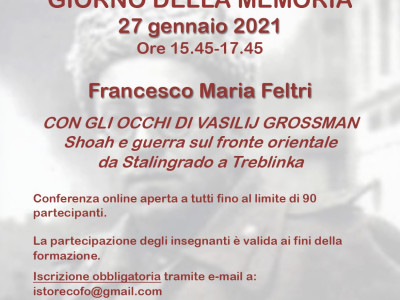 GIORNO DELLA MEMORIA
27 gennaio 2021
Ore 15.45-17.45
Francesco Maria Feltri
CON GLI OCCHI DI VASILIJ GROSSMAN
Shoah e guerra sul fronte orientale
da Stalingrado a Treblinka
Conferenza online aperta a tutti fino al limite di 90
partecipanti.
La partecipazione degli insegnanti è valida ai fini della
formazione.
Iscrizione obbligatoria tramite e-mail a:
istorecofo@gmail.com